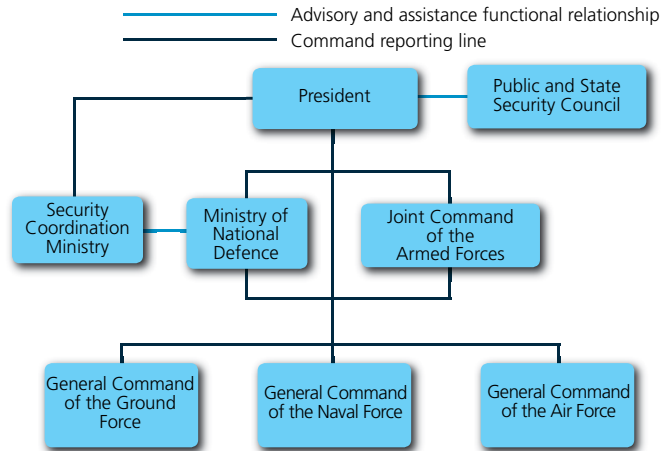 Advisory and assistance functional relationship
Command reporting line
President
Public and State
Security Council
Security
Coordination
Ministry
Ministry of
National
Defence
Joint Command
of the
Armed Forces
General Command
of the Ground
Force
General Command
of the Naval Force
General Command
of the Air Force